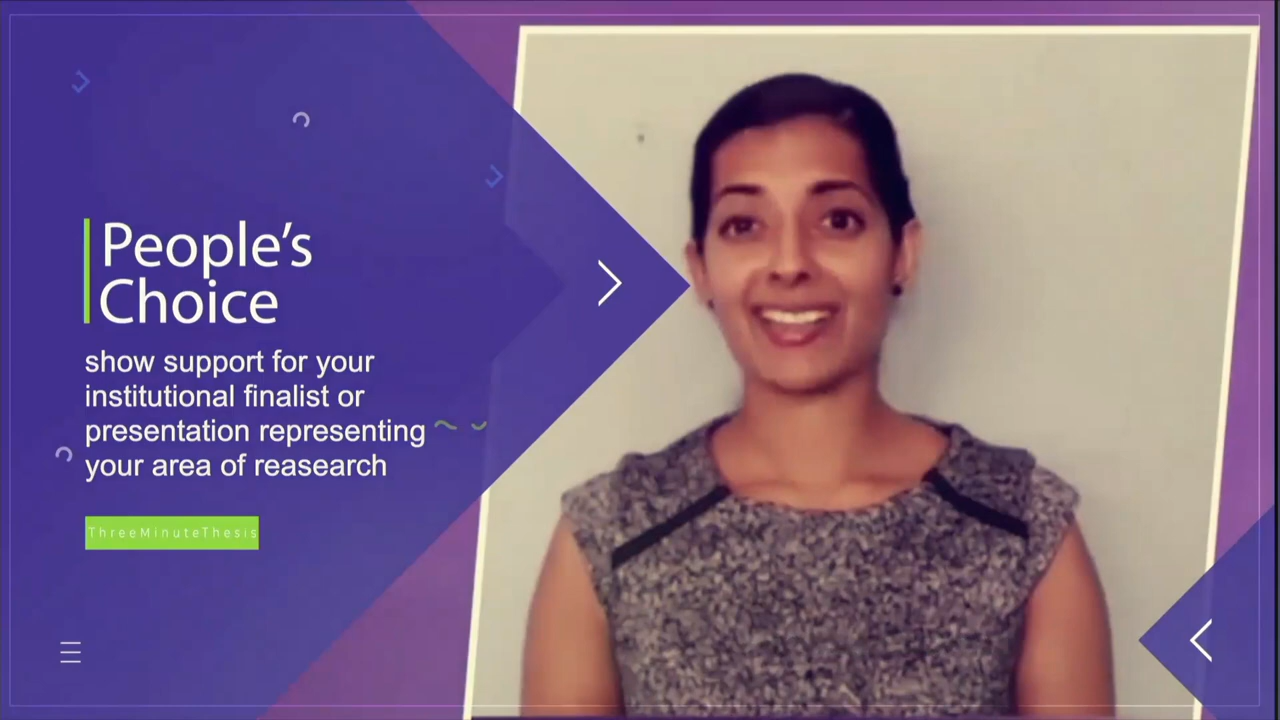 People’s
Choice
show support for your
institutional finalist or
presentation representing
your area of reasearch
ThreeMinuteThesis